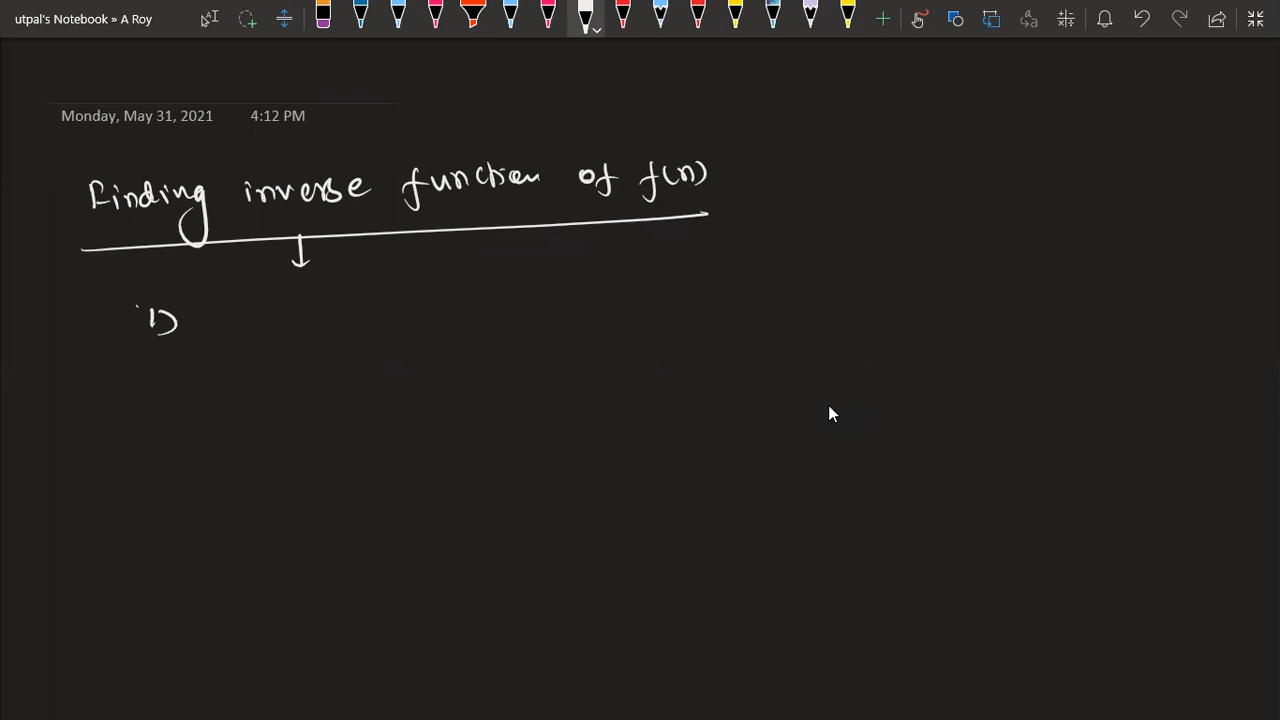 utpal's Notebook » A Roy
Monday, May 31, 2021 4:12 PM
Finding inverse function of f(n)
1)